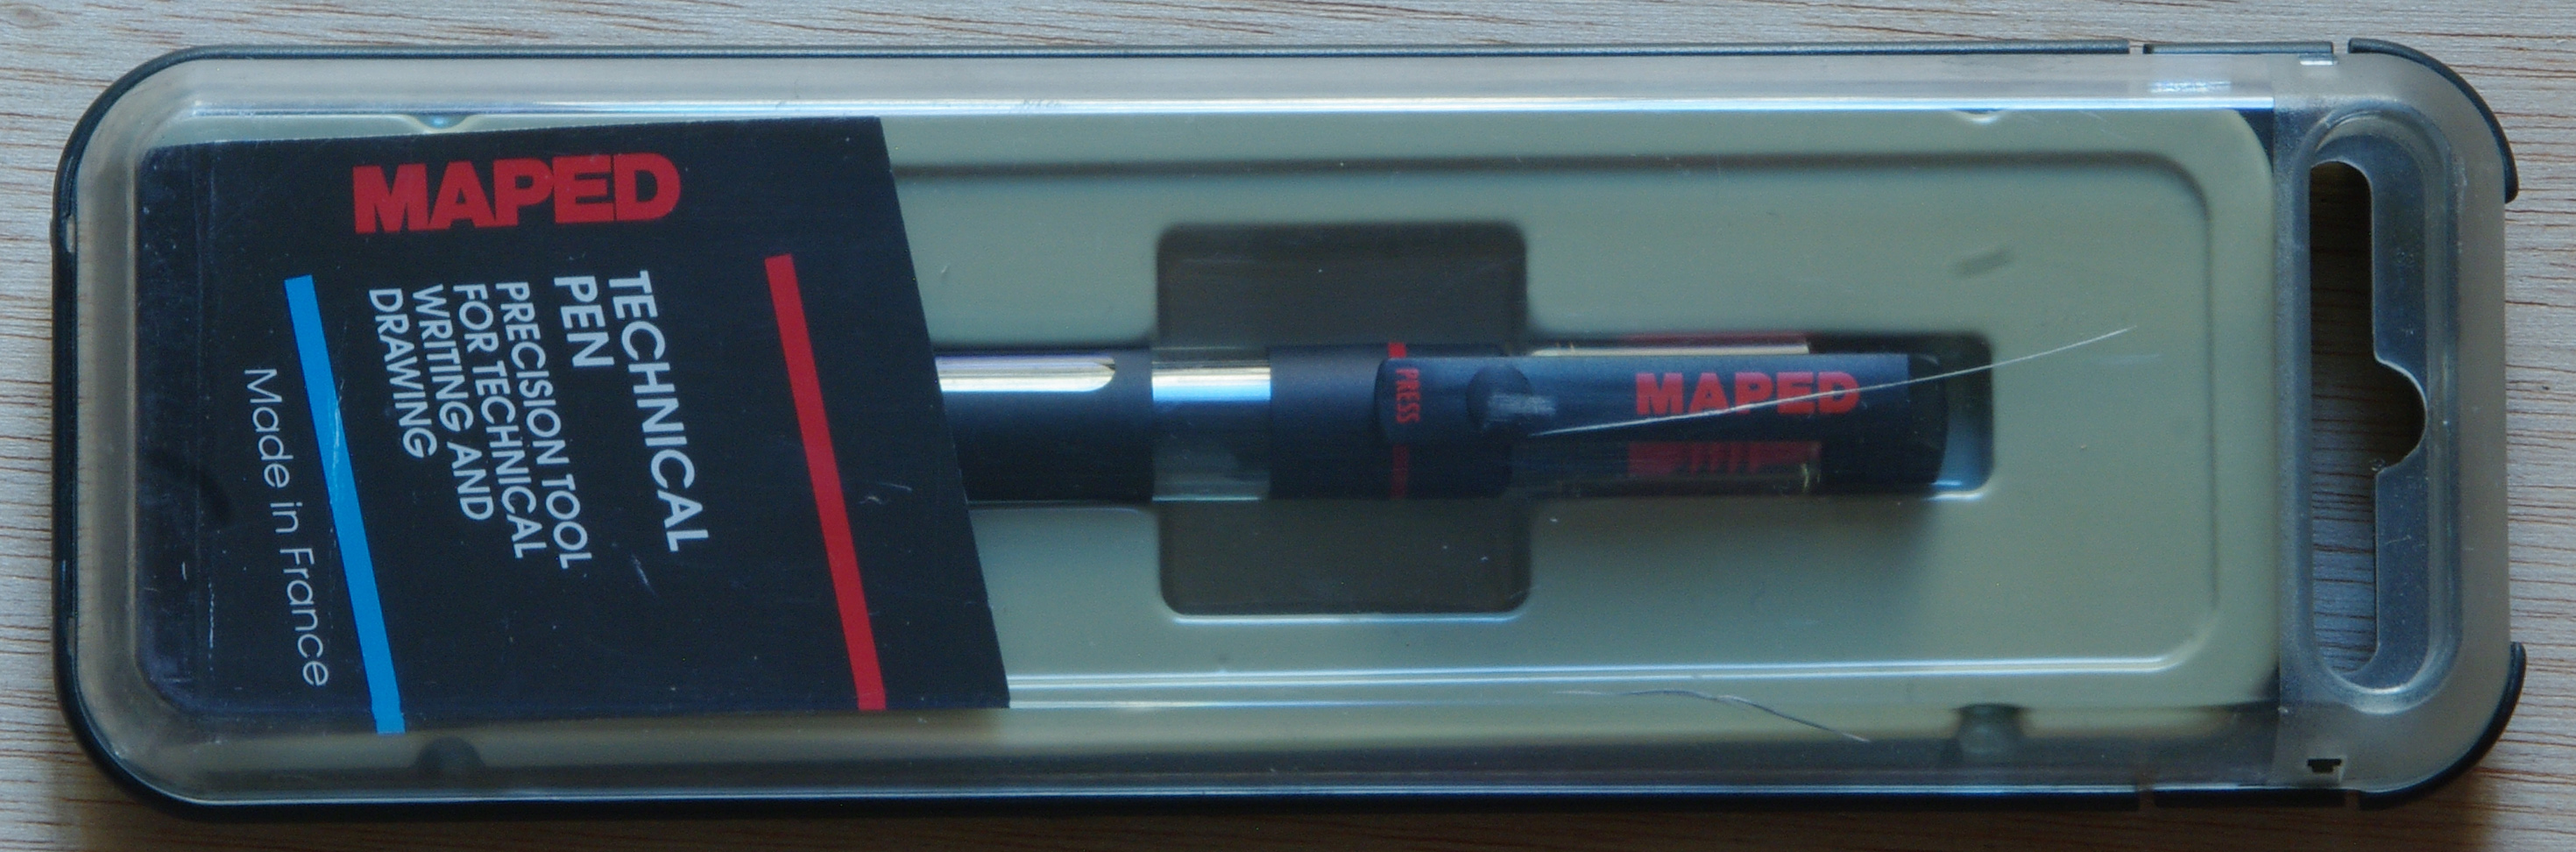 MAPED
TECHNICAL
PEN
PRECISION TOOL
FOR TECHNICAL
WRITING AND
DRAWING
Made in France
PRESS
MAPED